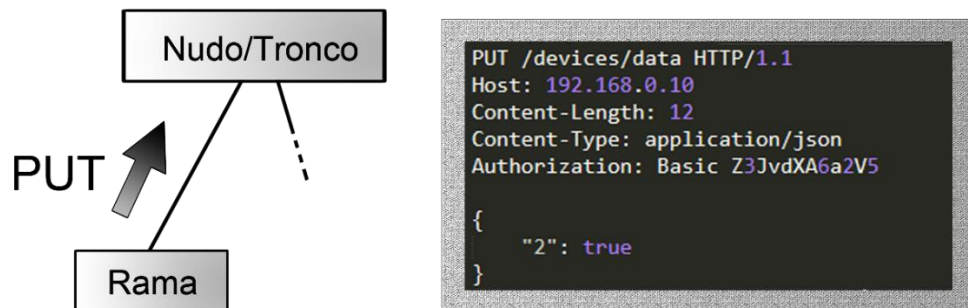 Nudo/Tronco
PUT
Rama
PUT /devices/data HTTP/1.1
Host: 192.168.0.10
Content-Length: 12
Content-Type: application/json
Authorization: Basic Z3JvdXA6a2V5
{
"2": true
}